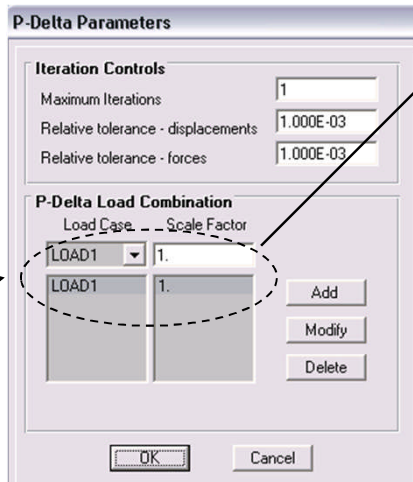 P-Delta Parameters
Iteration Controls
Maximum Iterations 1
Relative tolerance - displacements 1.000E-03
Relative tolerance - forces 1.000E-03
P-Delta Load Combination
Load Case Scale Factor
LOAD1 1.
LOAD1 1.
Add
Modify
Delete
OK Cancel